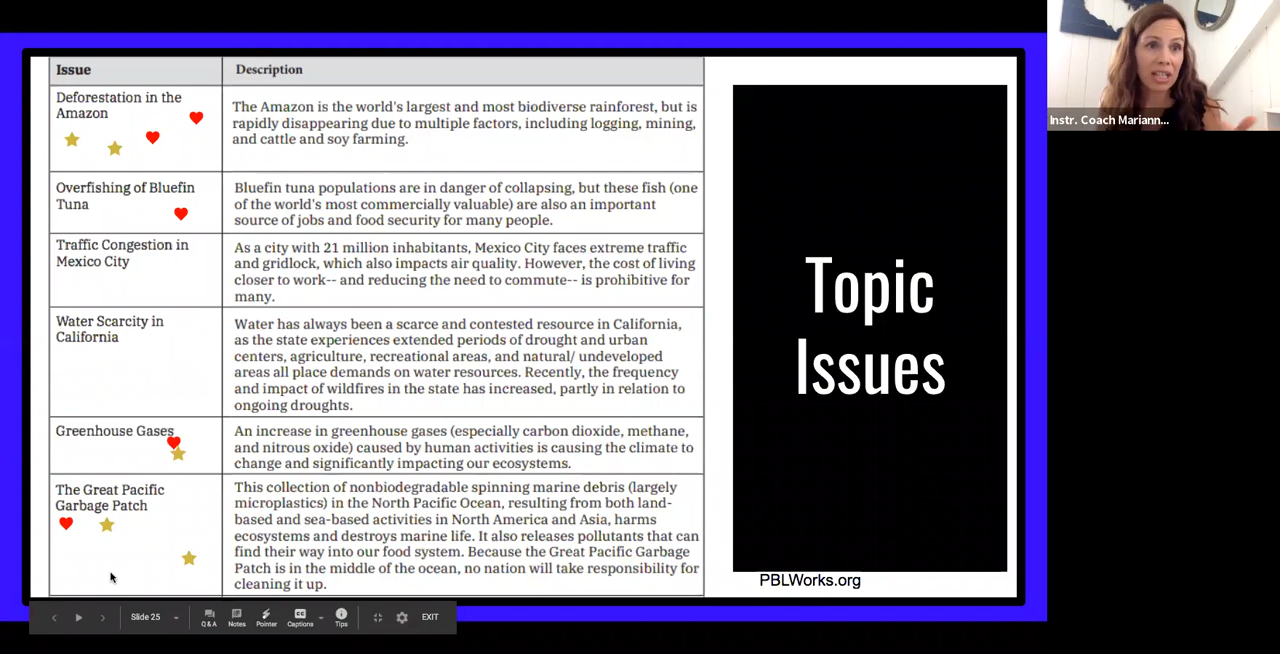 Issue
Description
Deforestation in the
Amazon
The Amazon is the world's largest and most biodiverse rainforest, but is
rapidly disappearing due to multiple factors, including logging, mining,
and cattle and soy farming.
Overfishing of Bluefin
Tuna
Bluefin tuna populations are in danger of collapsing, but these fish (one
of the world's most commercially valuable) are also an important
source of jobs and food security for many people.
Traffic Congestion in
Mexico City
As a city with 21 million inhabitants, Mexico City faces extreme traffic
and gridlock, which also impacts air quality. However, the cost of living
closer to work-- and reducing the need to commute-- is prohibitive for
many.
Water Scarcity in
California
Water has always been a scarce and contested resource in California,
as the state experiences extended periods of drought and urban
centers, agriculture, recreational areas, and natural/ undeveloped
areas all place demands on water resources. Recently, the frequency
and impact of wildfires in the state has increased, partly in relation to
ongoing droughts.
Greenhouse Gases
An increase in greenhouse gases (especially carbon dioxide, methane,
and nitrous oxide) caused by human activities is causing the climate to
change and significantly impacting our ecosystems.
The Great Pacific
Garbage Patch
This collection of nonbiodegradable spinning marine debris (largely
microplastics) in the North Pacific Ocean, resulting from both land-
based and sea-based activities in North America and Asia, harms
ecosystems and destroys marine life. It also releases pollutants that can
find their way into our food system. Because the Great Pacific Garbage
Patch is in the middle of the ocean, no nation will take responsibility for
cleaning it up.
Topic
Issues
PBLWorks.org
Instr. Coach Mariann...
Slide 25
Q&A
Notes
Pointer
CC
Captions
Tips
EXIT